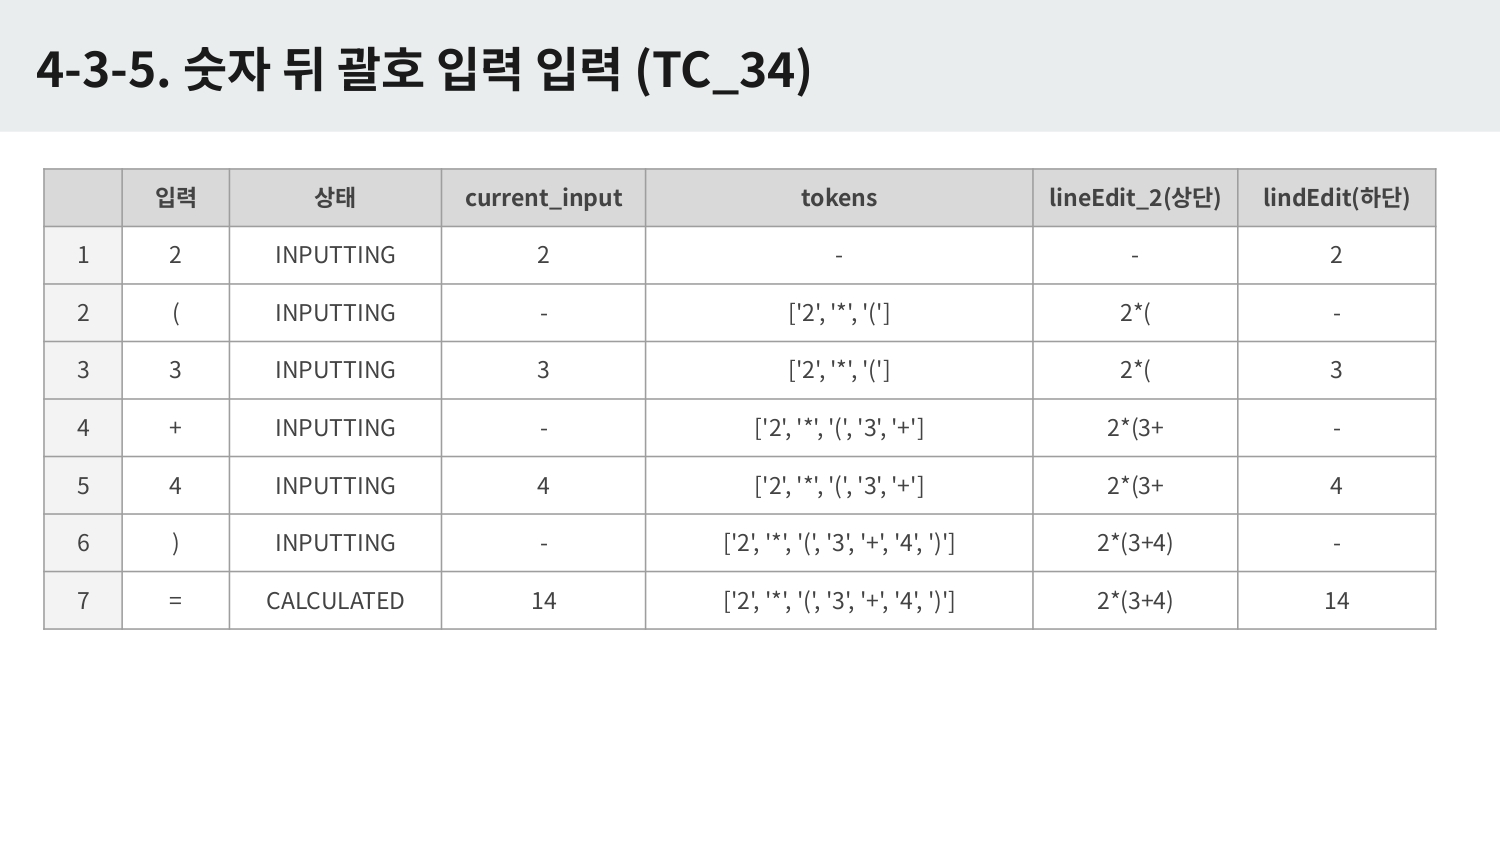 4-3-5. 숫자 뒤 괄호 입력 입력 (TC_34)
입력 상태 current_input tokens lineEdit_2(상단) lindEdit(하단)
1 2 INPUTTING 2 - - 2
2 ( INPUTTING - ['2', '*', '('] 2*( -
3 3 INPUTTING 3 ['2', '*', '('] 2*( 3
4 + INPUTTING - ['2', '*', '(', '3', '+'] 2*(3+ -
5 4 INPUTTING 4 ['2', '*', '(', '3', '+'] 2*(3+ 4
6 ) INPUTTING - ['2', '*', '(', '3', '+', '4', ')'] 2*(3+4) -
7 = CALCULATED 14 ['2', '*', '(', '3', '+', '4', ')'] 2*(3+4) 14